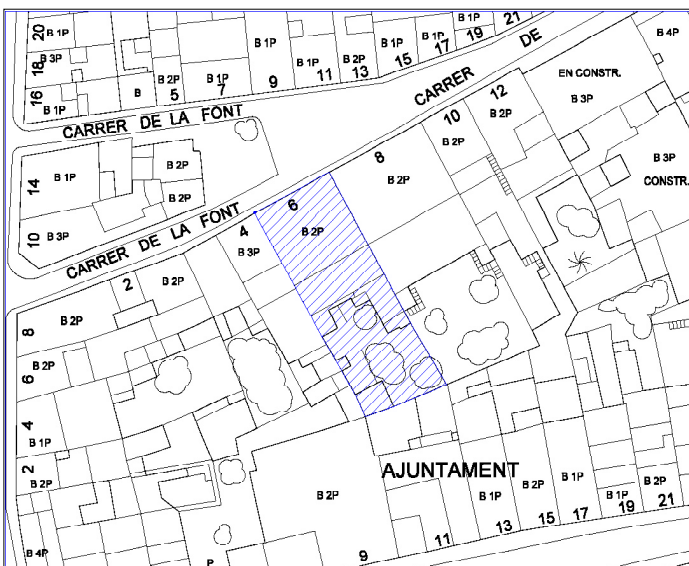 20
B 1P
B 1P
19
21
18
B 3P
B 1P
B 1P
B 2P
B 1P
B 1P
17
15
13
11
9
7
5
B 2P
B 1P
B
16
B 1P
CARRER DE
CARRER DE LA FONT
B 4P
EN CONSTR.
B 3P
12
B 2P
10
B 2P
8
B 2P
B 3P
CONSTR.
14
B 1P
B 2P
B 2P
10
B 3P
CARRER DE LA FONT
6
B 2P
4
B 3P
2
B 2P
8
B 2P
6
B 2P
4
B 1P
2
B 2P
B 4P
AJUNTAMENT
B 2P
P
9
11
B 1P
13
B 2P
15
B 1P
17
B 1P
19
B 2P
21